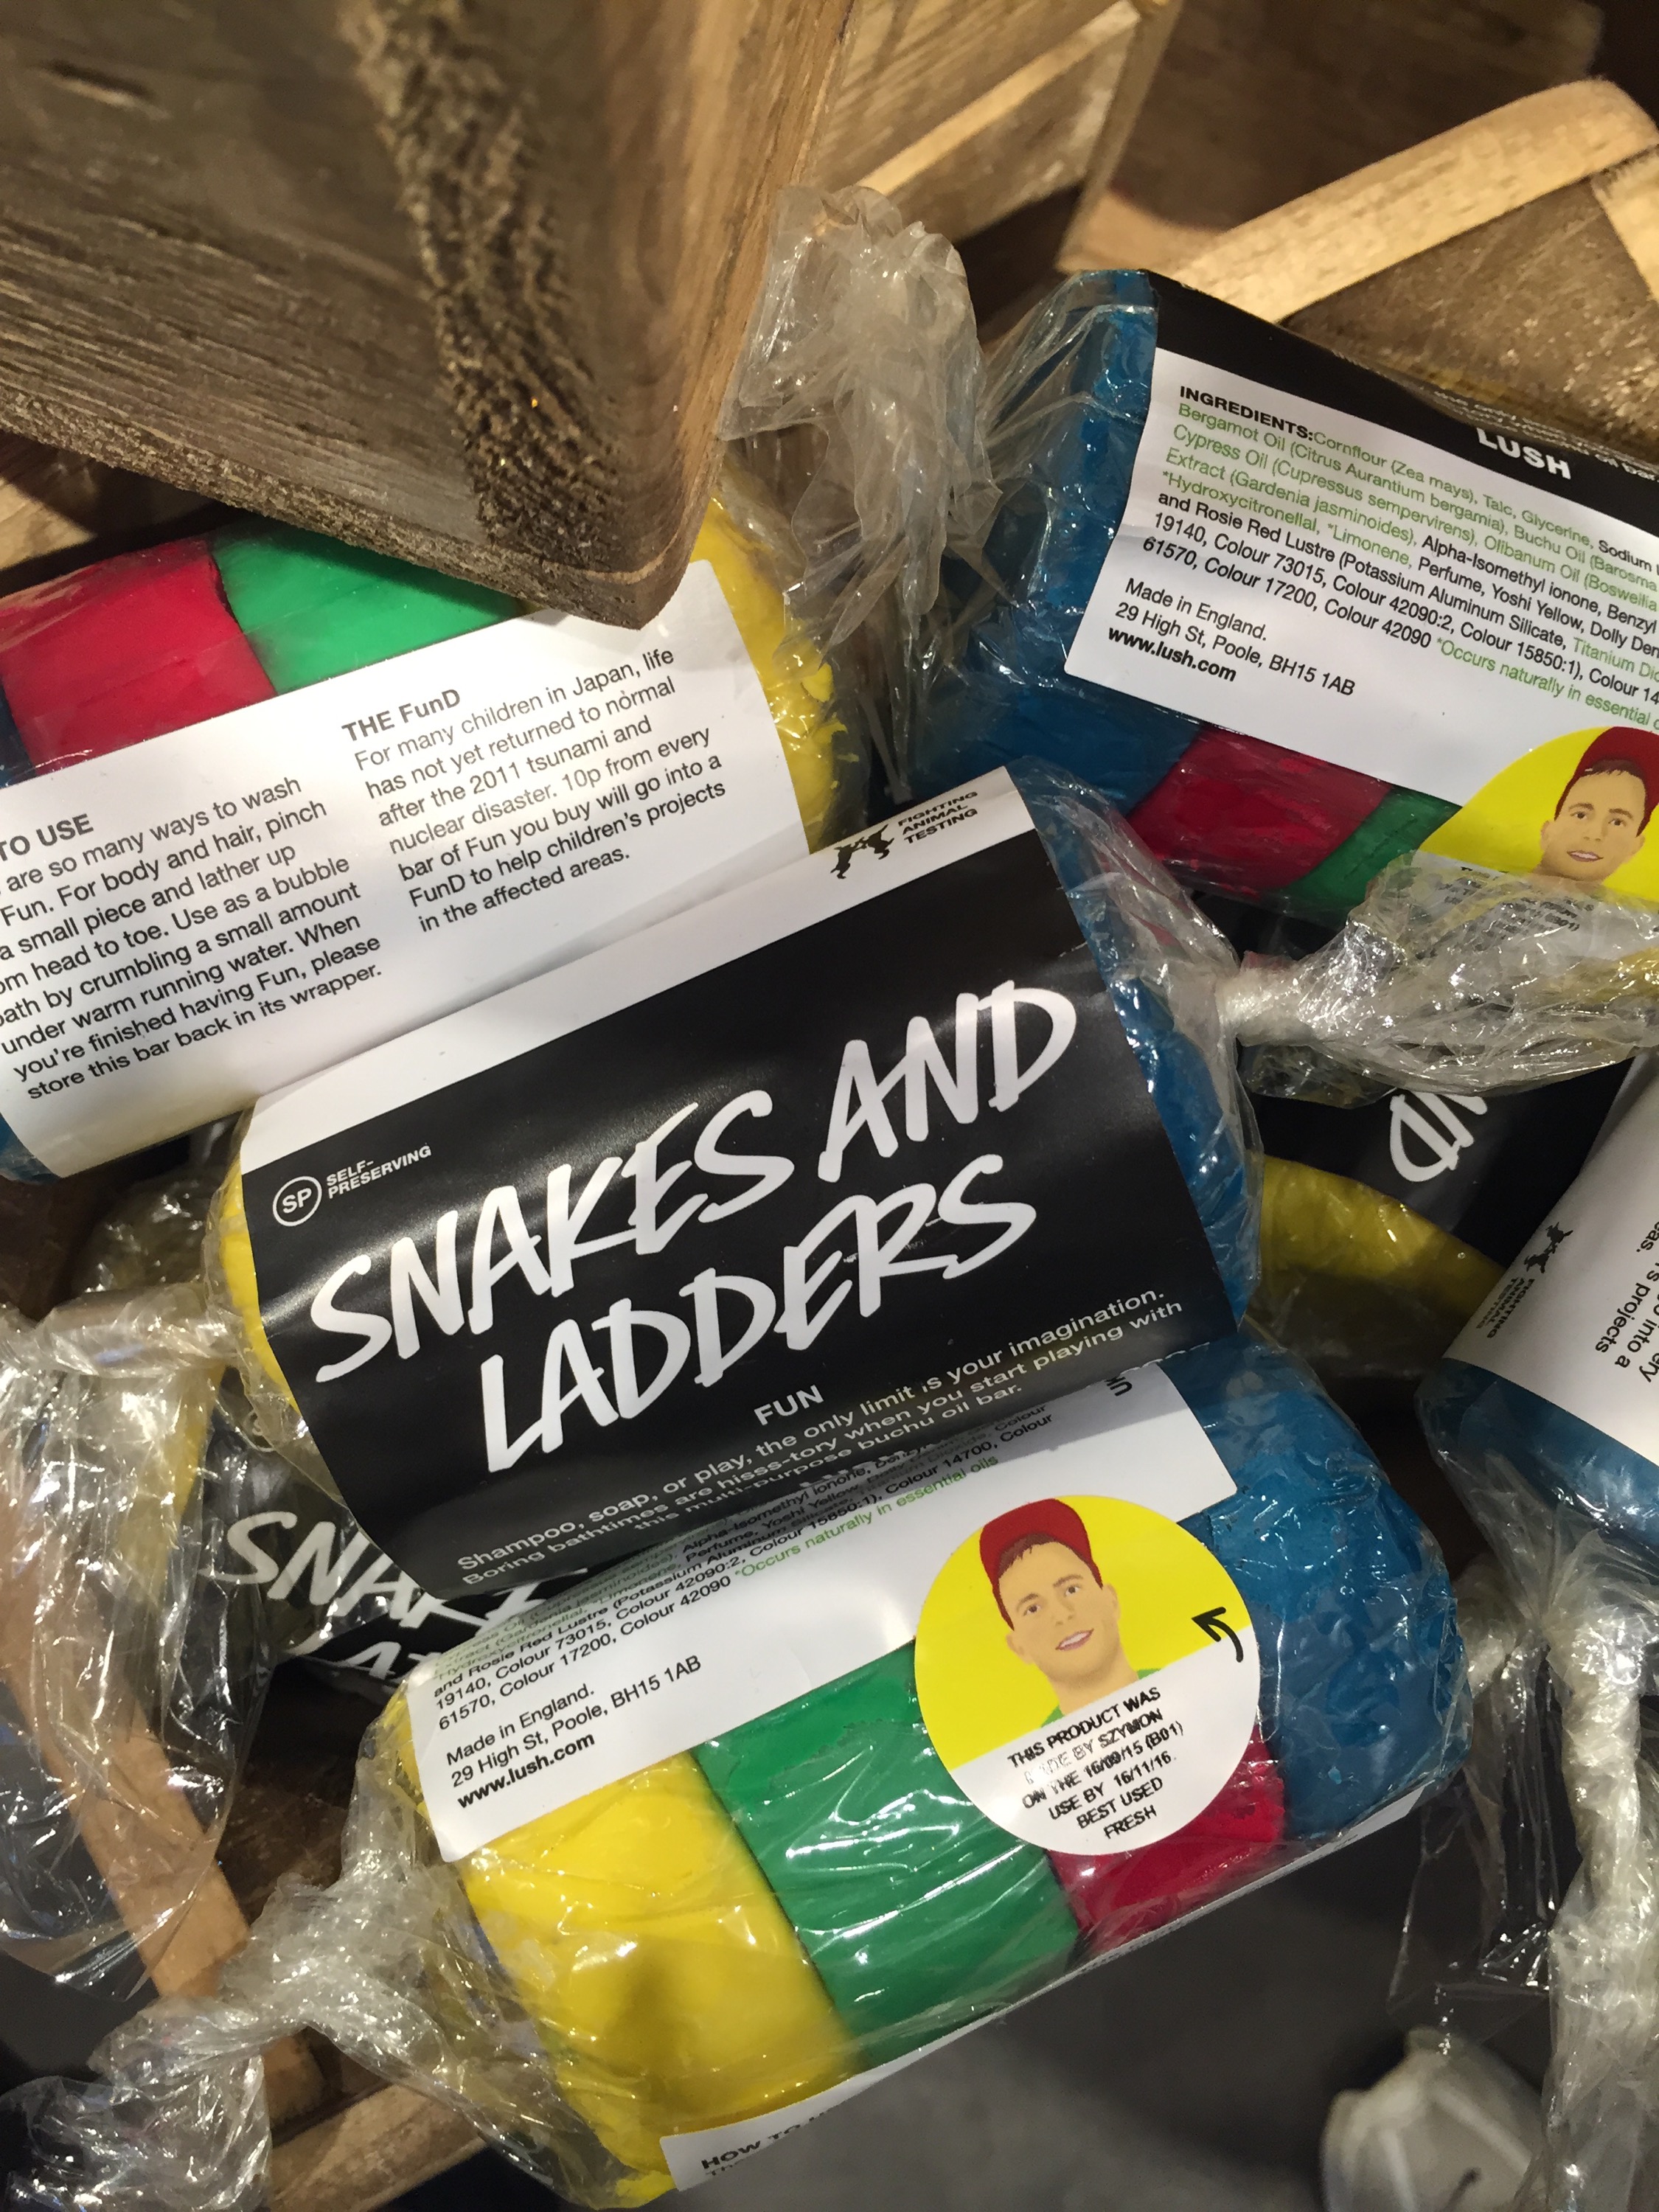 INGREDIENTS:Cornflour (Zea mays), Talc, Glycerine, Sodium
Bergamot Oil (Citrus Aurantium bergamia), Buchu Oil (Barosma
Cypress Oil (Cupressus sempervirens), Olibanum Oil (Boswellia
Extract (Gardenia jasminoides), Alpha-Isomethyl ionone, Benzyl
*Hydroxycitronellal, *Limonene, Perfume, Yoshi Yellow, Dolly
and Rosie Red Lustre (Potassium Aluminum Silicate, Titanium
19140, Colour 73015, Colour 42090:2, Colour 15850:1), Colour 14
61570, Colour 17200, Colour 42090 *Occurs naturally in essential
Made in England.
29 High St, Poole, BH15 1AB
www.lush.com
LUSH
TO USE
are so many ways to wash
Fun. For body and hair, pinch
a small piece and lather up
head to toe. Use as a bubble
bath by crumbling a small amount
under warm running water. When
you're finished having Fun, please
store this bar back in its wrapper.
THE FunD
For many children in Japan, life
has not yet returned to normal
after the 2011 tsunami and
nuclear disaster. 10p from every
bar of Fun you buy will go into a
FunD to help children's projects
in the affected areas.
FIGHTING
ANIMAL
TESTING
SP SELF-
PRESERVING
SNAKES AND
LADDERS
FUN
Shampoo, soap, or play, the only limit is your imagination.
Boring bathtimes are hisss-tory when you start playing with
this multi-purpose buchu oil bar.
and Rosie Red Lustre (Potassium Aluminum
19140, Colour 73015, Colour 42090:2, Colour 15850:1), Colour 14700, Colour
61570, Colour 17200, Colour 42090 *Occurs naturally in essential oils
Made in England.
29 High St, Poole, BH15 1AB
www.lush.com
THIS PRODUCT WAS
MADE BY SZYMON
ON THE 16/09/15 (B01)
USE BY 16/11/16
BEST USED
FRESH
FIGHTING
ANIMAL
TESTING
into a
projects
HOW TO